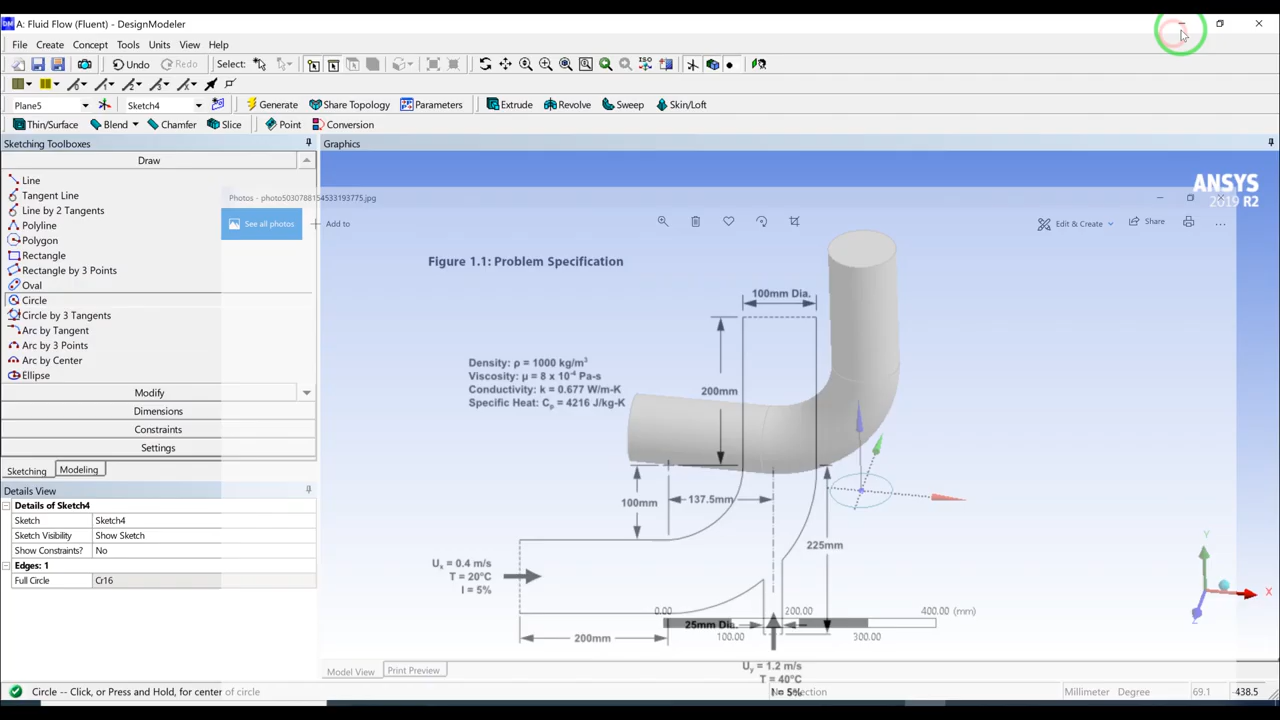 A: Fluid Flow (Fluent) - DesignModeler
File Create Concept Tools Units View Help
Undo Redo Select:
Plane5 Sketch4 Generate Share Topology Parameters Extrude Revolve Sweep Skin/Loft
Thin/Surface Blend Chamfer Slice Point Conversion
Sketching Toolboxes
Draw
Line
Tangent Line
Line by 2 Tangents
Polyline
Polygon
Rectangle
Rectangle by 3 Points
Oval
Circle
Circle by 3 Tangents
Arc by Tangent
Arc by 3 Points
Arc by Center
Ellipse
Modify
Dimensions
Constraints
Settings
Sketching Modeling
Details View
Details of Sketch4
Sketch Sketch4
Sketch Visibility Show Sketch
Show Constraints? No
Edges: 1
Full Circle Cr16
Graphics
ANSYS
2019 R2
Photos - photo5030788154533193775.jpg
See all photos Add to
Edit & Create Share
Figure 1.1: Problem Specification
100mm Dia.
Density: ρ = 1000 kg/m³
Viscosity: μ = 8 x 10⁻⁴ Pa-s
Conductivity: k = 0.677 W/m-K
Specific Heat: Cp = 4216 J/kg-K
200mm
137.5mm
100mm
225mm
Ux = 0.4 m/s
T = 20°C
I = 5%
200mm
25mm Dia.
Uy = 1.2 m/s
T = 40°C
I = 5%
0.00 200.00 400.00 (mm)
100.00 300.00
Y
X
Z
Model View Print Preview
Circle -- Click, or Press and Hold, for center of circle
Millimeter Degree 69.1 -438.5